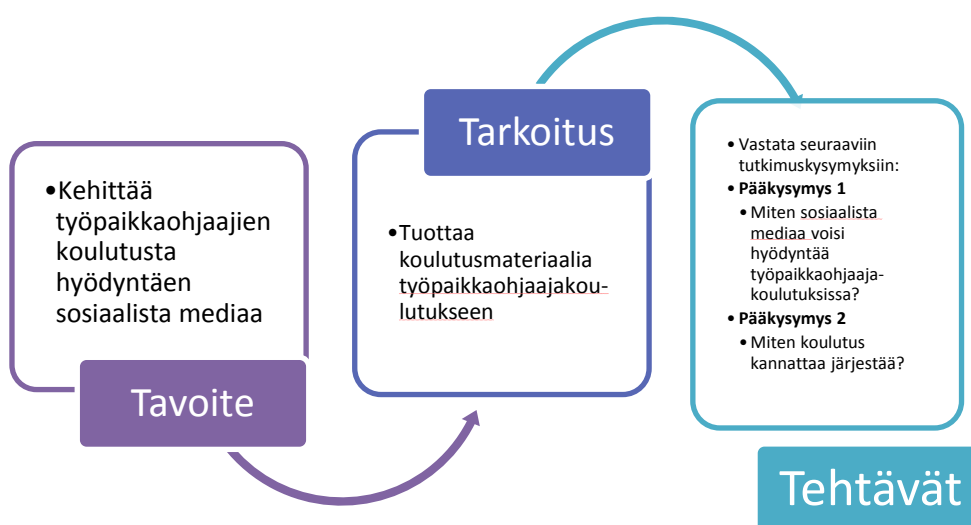 •Kehittää
työpaikkaohjaajien
koulutusta
hyödyntäen
sosiaalista mediaa
Tavoite
Tarkoitus
•Tuottaa
koulutusmateriaalia
työpaikkaohjaajakou-
lutukseen
•Vastata seuraaviin
tutkimuskysymyksiin:
•Pääkysymys 1
•Miten sosiaalista
mediaa voisi
hyödyntää
työpaikkaohjaaja-
koulutuksissa?
•Pääkysymys 2
•Miten koulutus
kannattaa järjestää?
Tehtävät